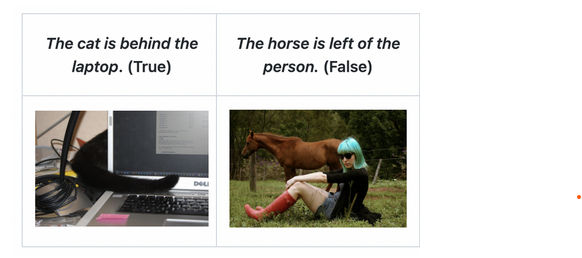 The cat is behind the
laptop. (True)
The horse is left of the
person. (False)
DELL